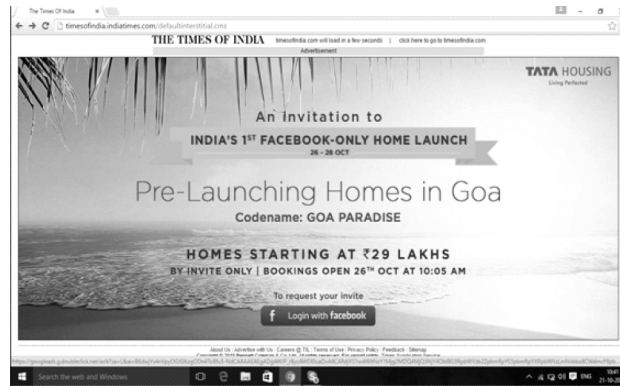 The Times Of India
timesofindia.indiatimes.com/defaultinterstitial.cms
THE TIMES OF INDIA timesofindia.com will load in a few seconds | click here to go to timesofindia.com
Advertisement
TATA HOUSING
Living Perfected
An Invitation to
INDIA'S 1ST FACEBOOK-ONLY HOME LAUNCH
26 - 28 OCT
Pre-Launching Homes in Goa
Codename: GOA PARADISE
HOMES STARTING AT ₹29 LAKHS
BY INVITE ONLY | BOOKINGS OPEN 26TH OCT AT 10:05 AM
To request your invite
f Login with facebook
About Us | Advertise with Us | Careers @ TIL | Terms of Use | Privacy Policy | Feedback | Sitemap
Search the web and Windows
ENG
10:41